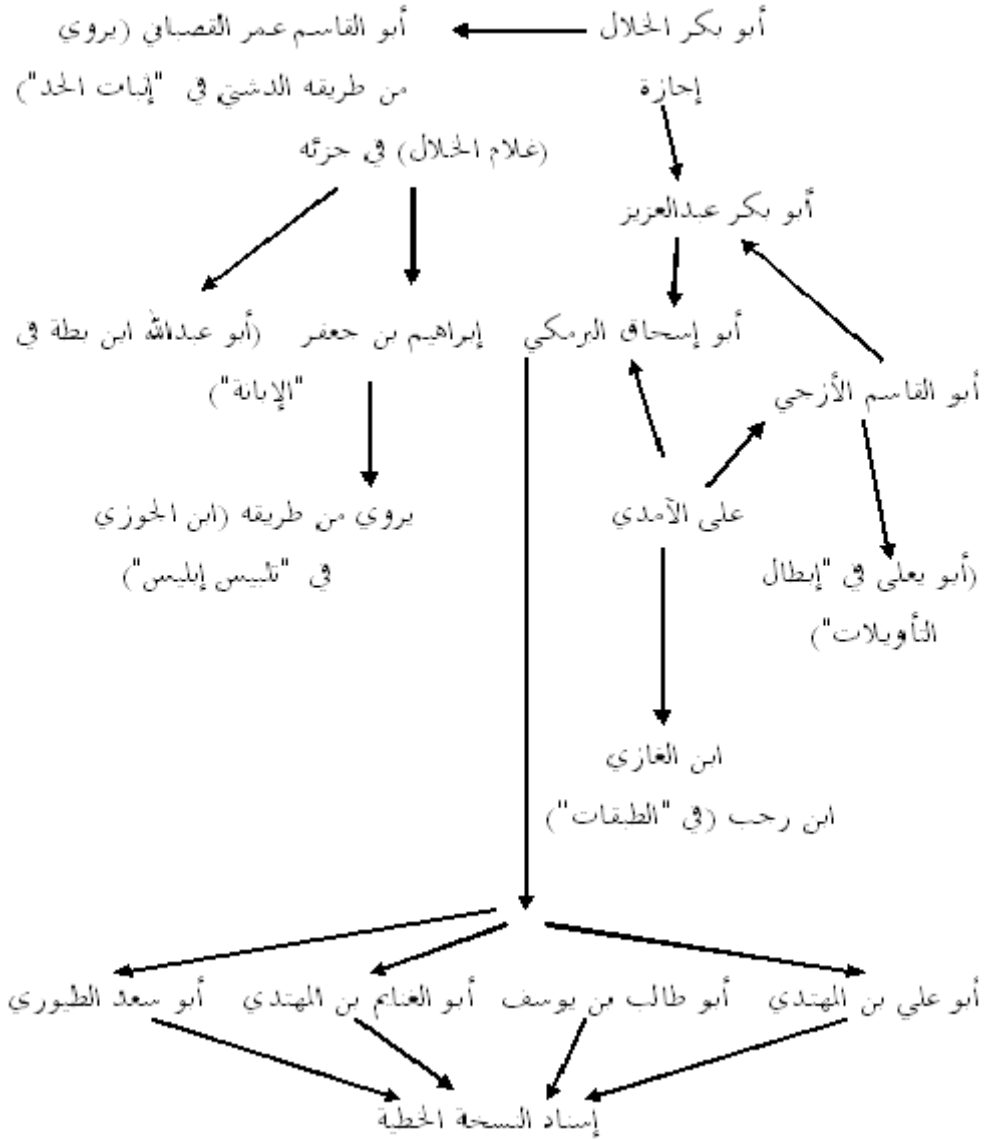 أبو بكر الخلال
أبو القاسم عمر القصباني (يروي
إجازة
من طريقه الدشتي في "إثبات الحد")
(غلام الخلال) في جزئه
أبو بكر عبدالعزيز
أبو إسحاق البرمكي
إبراهيم بن جعفر
(أبو عبدالله ابن بطة في
"الإبانة")
أبو القاسم الأزجي
علي الآمدي
يروي من طريقه (ابن الجوزي
في "تلبيس إبليس")
(أبو يعلى في "إبطال
التأويلات")
ابن الغازي
ابن رجب (في "الطبقات")
أبو علي بن المهتدي
أبو طالب بن يوسف
أبو الغنايم بن المهتدي
أبو سعد الطيوري
إسناد النسخة الخطية